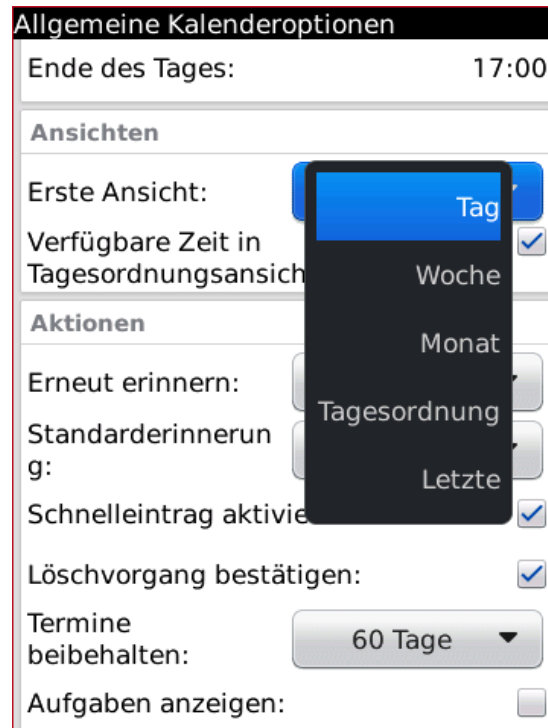 Allgemeine Kalenderoptionen
Ende des Tages: 17:00
Ansichten
Erste Ansicht:
Tag
Verfügbare Zeit in
Tagesordnungsansich
Woche
Aktionen
Monat
Erneut erinnern:
Tagesordnung
Standarderinnerun
g:
Letzte
Schnelleintrag aktivie
Löschvorgang bestätigen:
Termine
beibehalten:
60 Tage
Aufgaben anzeigen: